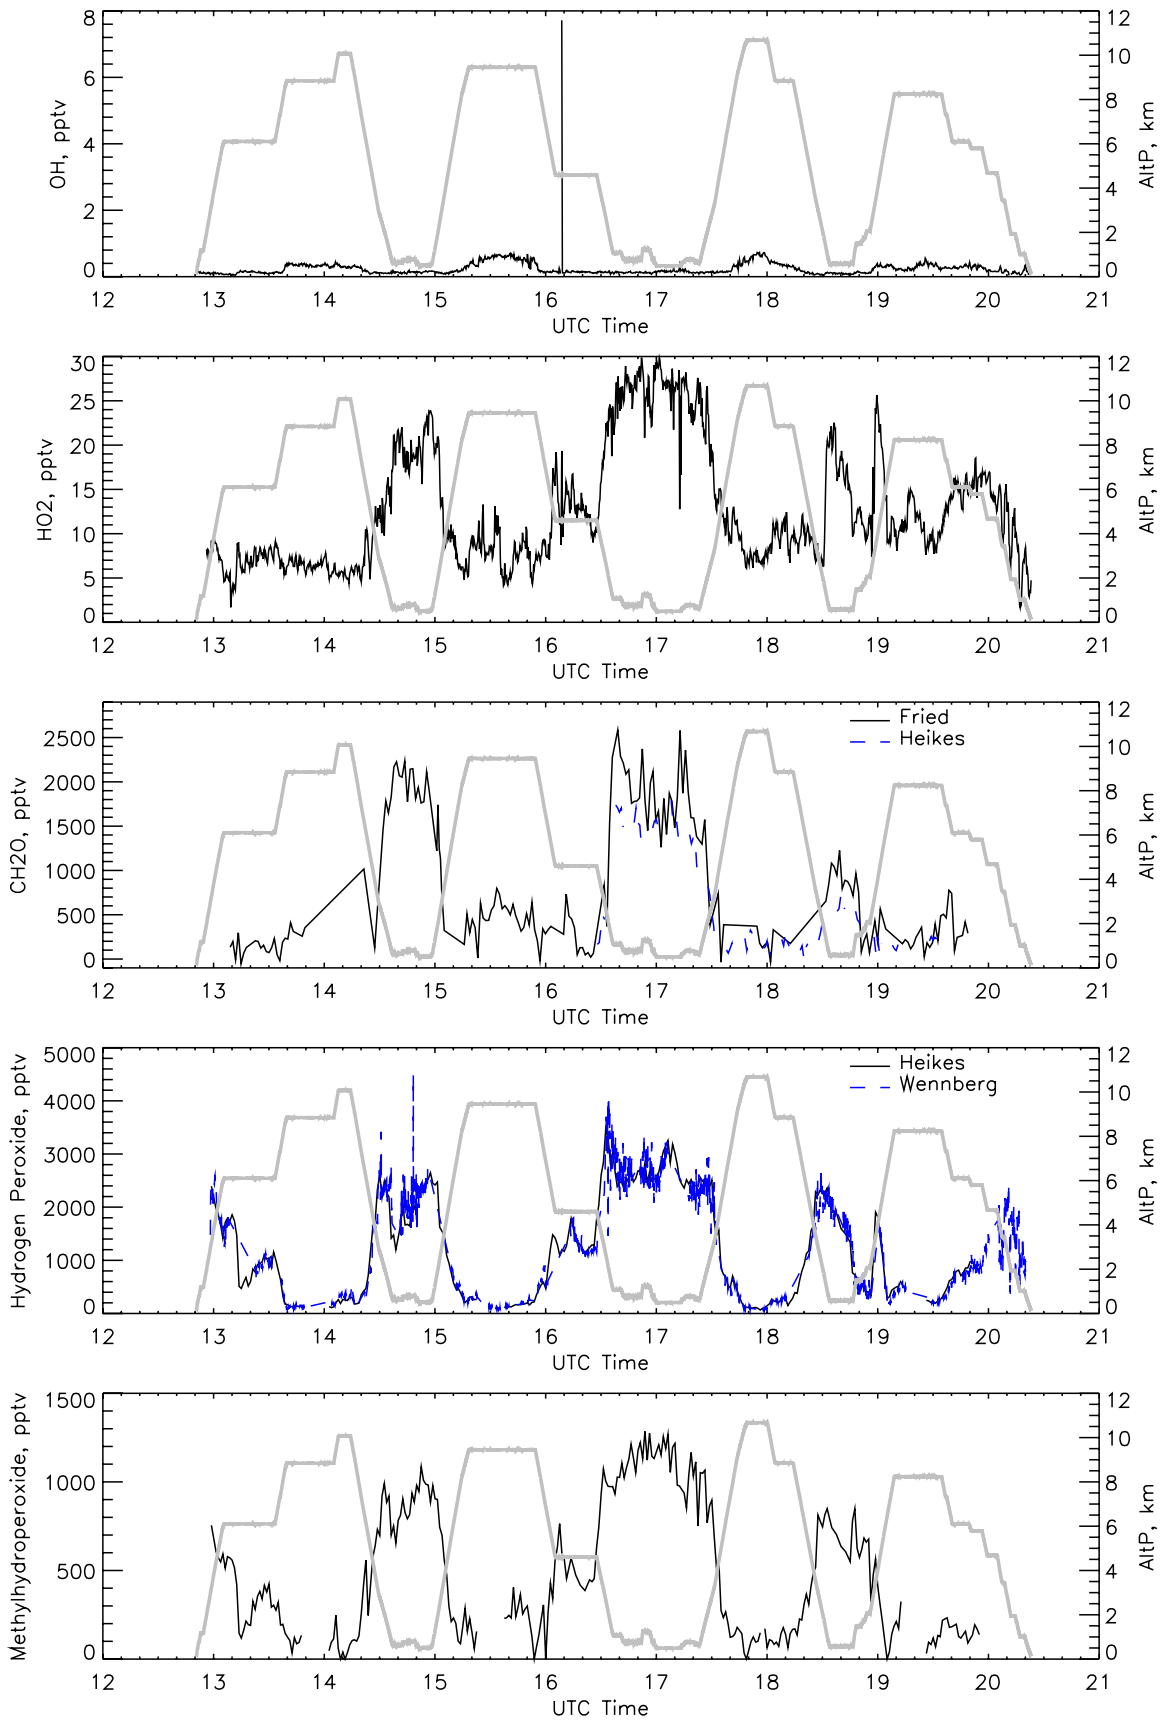 OH, pptv
8
6
4
2
0
12
10
8
6
4
2
0
AltP, km
12 13 14 15 16 17 18 19 20 21
UTC Time
HO2, pptv
30
25
20
15
10
5
0
12
10
8
6
4
2
0
AltP, km
12 13 14 15 16 17 18 19 20 21
UTC Time
CH2O, pptv
2500
2000
1500
1000
500
0
Fried
Heikes
12
10
8
6
4
2
0
AltP, km
12 13 14 15 16 17 18 19 20 21
UTC Time
Hydrogen Peroxide, pptv
5000
4000
3000
2000
1000
0
Heikes
Wennberg
12
10
8
6
4
2
0
AltP, km
12 13 14 15 16 17 18 19 20 21
UTC Time
Methylhydroperoxide, pptv
1500
1000
500
0
12
10
8
6
4
2
0
AltP, km
12 13 14 15 16 17 18 19 20 21
UTC Time